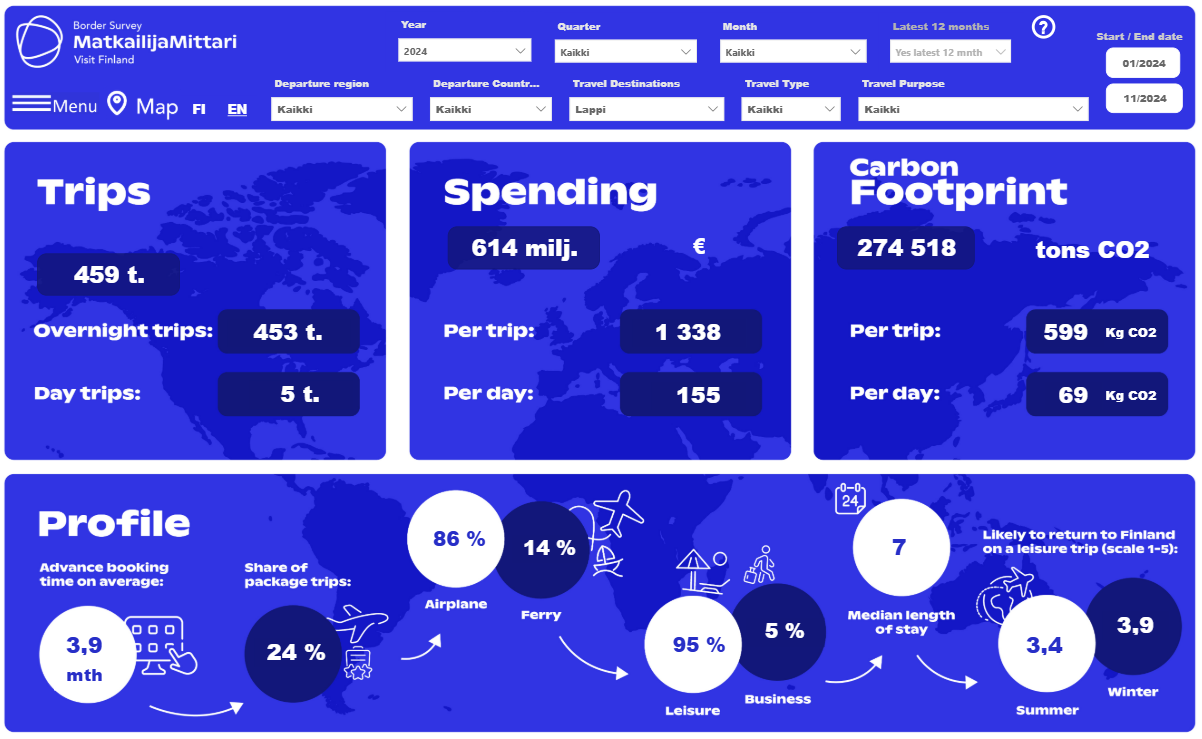 Border Survey
MatkailijaMittari
Visit Finland
Menu
Map
FI
EN
Year
2024
Quarter
Kaikki
Month
Kaikki
Latest 12 months
Yes latest 12 mnth
?
Start / End date
01/2024
11/2024
Departure region
Kaikki
Departure Countr...
Kaikki
Travel Destinations
Lappi
Travel Type
Kaikki
Travel Purpose
Kaikki
Trips
459 t.
Overnight trips: 453 t.
Day trips: 5 t.
Spending
614 milj. €
Per trip: 1 338
Per day: 155
Carbon
Footprint
274 518 tons CO2
Per trip: 599 Kg CO2
Per day: 69 Kg CO2
Profile
Advance booking
time on average:
3,9
mth
Share of
package trips:
24 %
86 %
Airplane
14 %
Ferry
95 %
Leisure
5 %
Business
24
7
Median length
of stay
Likely to return to Finland
on a leisure trip (scale 1-5):
3,4
Summer
3,9
Winter